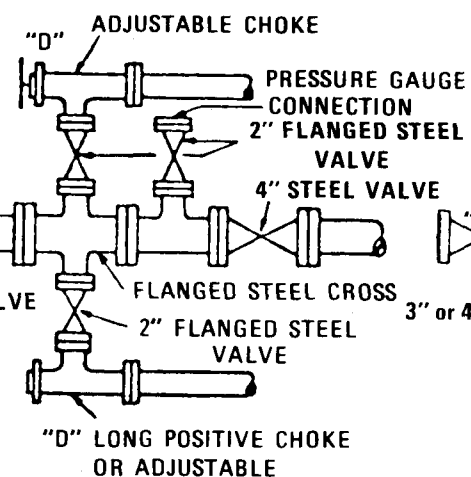 "D" ADJUSTABLE CHOKE
PRESSURE GAUGE
CONNECTION
2" FLANGED STEEL
VALVE
4" STEEL VALVE
FLANGED STEEL CROSS
LVE
3" or 4
2" FLANGED STEEL
VALVE
"D" LONG POSITIVE CHOKE
OR ADJUSTABLE